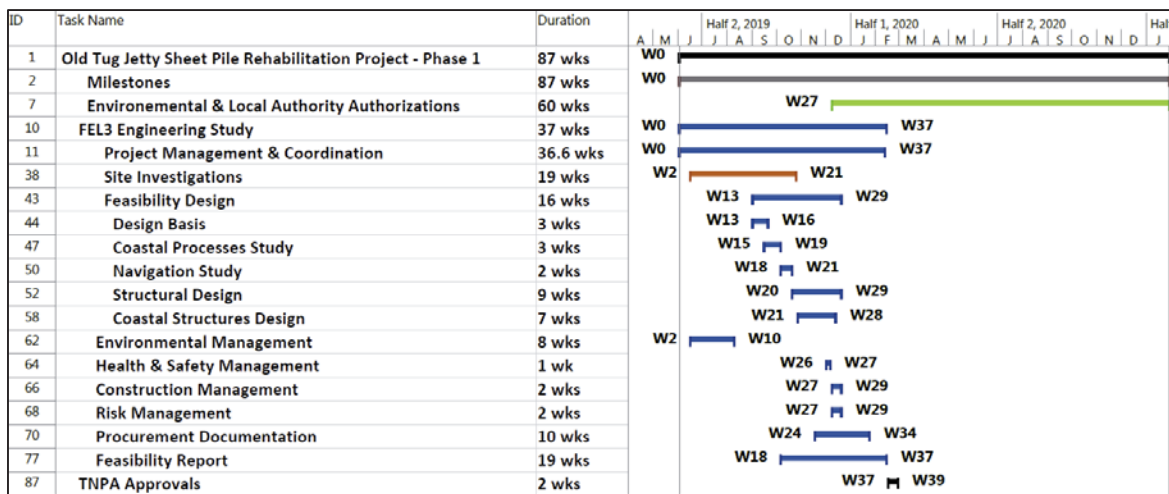 ID Task Name Duration Half 2, 2019 Half 1, 2020 Half 2, 2020 Half
A M J J A S O N D J F M A M J J A S O N D J
1 Old Tug Jetty Sheet Pile Rehabilitation Project - Phase 1 87 wks W0
2 Milestones 87 wks W0
7 Environemental & Local Authority Authorizations 60 wks W27
10 FEL3 Engineering Study 37 wks W0 W37
11 Project Management & Coordination 36.6 wks W0 W37
38 Site Investigations 19 wks W2 W21
43 Feasibility Design 16 wks W13 W29
44 Design Basis 3 wks W13 W16
47 Coastal Processes Study 3 wks W15 W19
50 Navigation Study 2 wks W18 W21
52 Structural Design 9 wks W20 W29
58 Coastal Structures Design 7 wks W21 W28
62 Environmental Management 8 wks W2 W10
64 Health & Safety Management 1 wk W26 W27
66 Construction Management 2 wks W27 W29
68 Risk Management 2 wks W27 W29
70 Procurement Documentation 10 wks W24 W34
77 Feasibility Report 19 wks W18 W37
87 TNPA Approvals 2 wks W37 W39